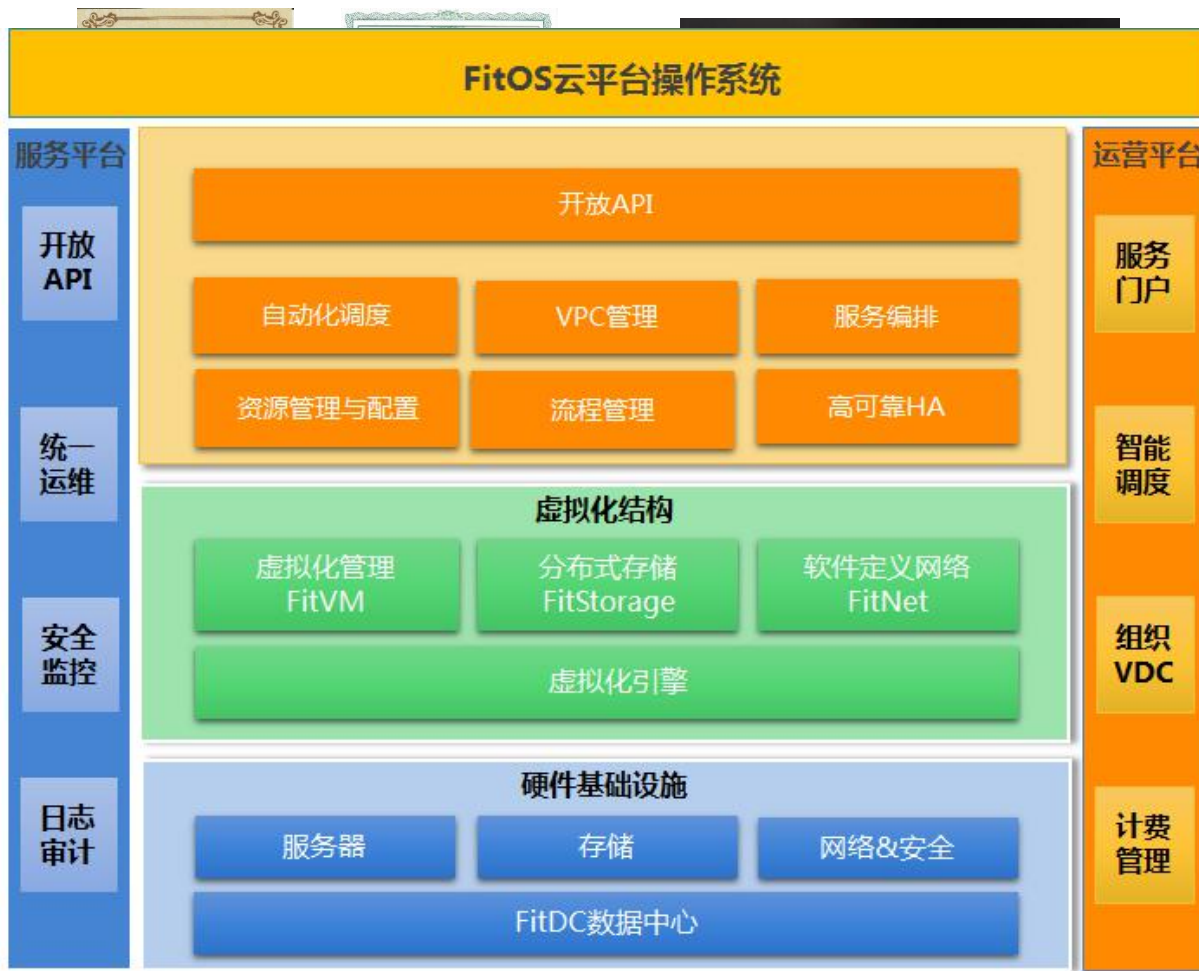 FitOS云平台操作系统
服务平台
开放
API
统一
运维
安全
监控
日志
审计
开放API
自动化调度
VPC管理
服务编排
资源管理与配置
流程管理
高可靠HA
虚拟化结构
虚拟化管理
FitVM
分布式存储
FitStorage
软件定义网络
FitNet
虚拟化引擎
硬件基础设施
服务器
存储
网络&安全
FitDC数据中心
运营平台
服务
门户
智能
调度
组织
VDC
计费
管理